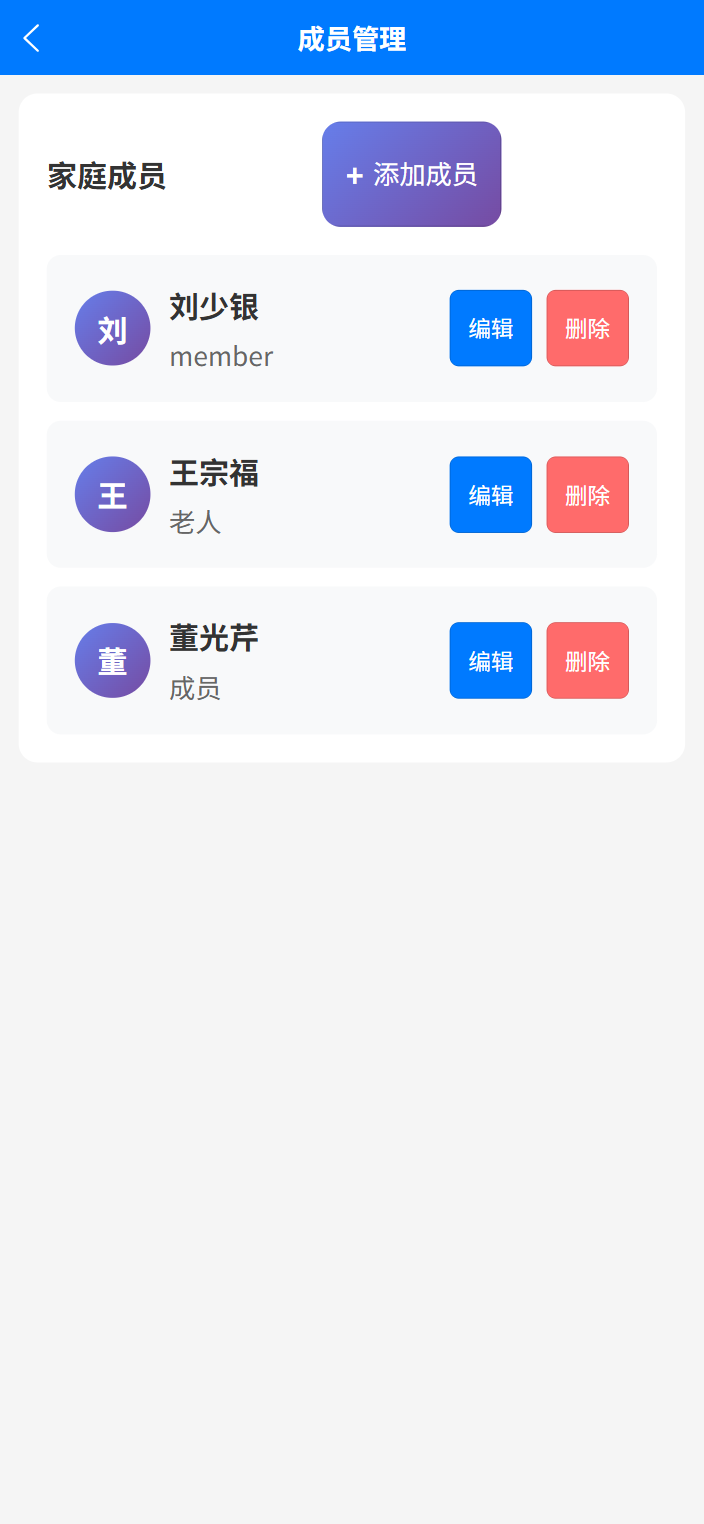 成员管理
家庭成员
+ 添加成员
刘
刘少银
member
编辑
删除
王
王宗福
老人
编辑
删除
董
董光芹
成员
编辑
删除